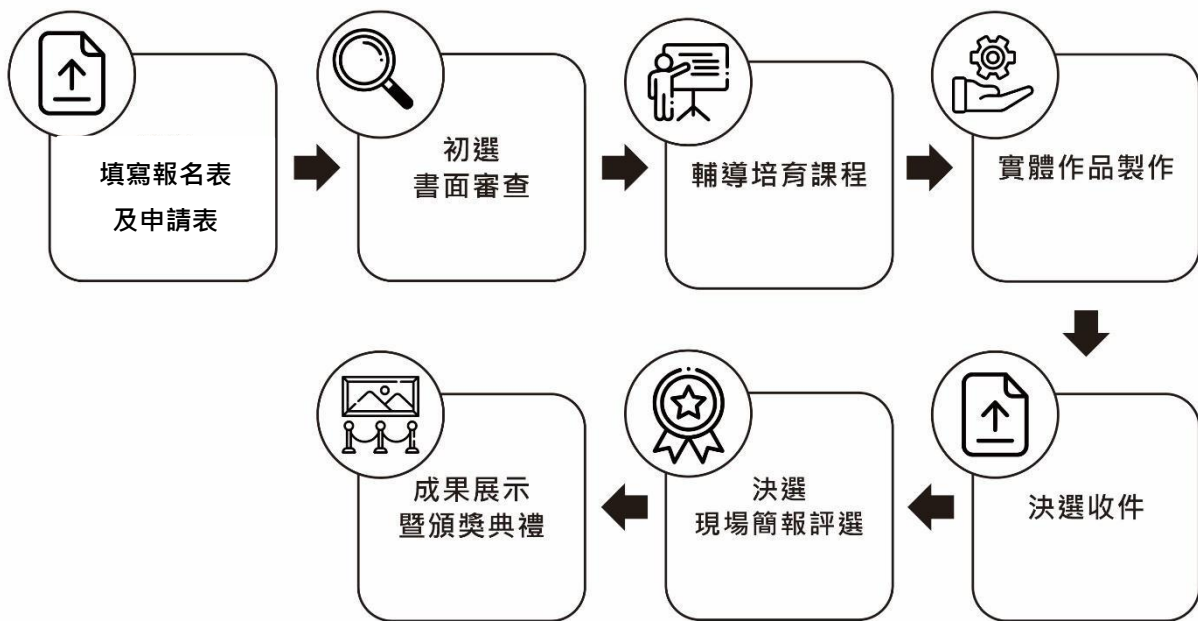 填寫報名表
及申請表
初選
書面審查
輔導培育課程
實體作品製作
決選收件
決選
現場簡報評選
成果展示
暨頒獎典禮